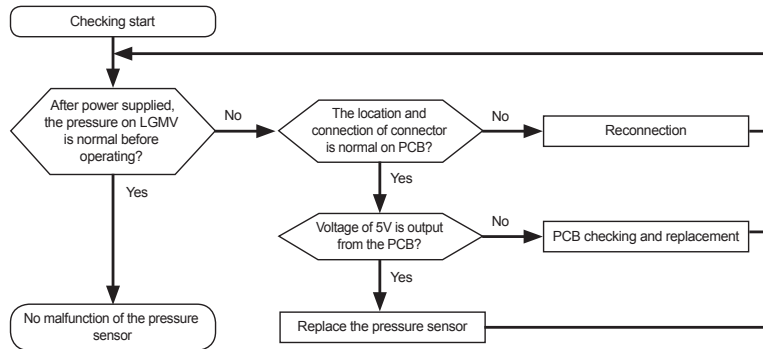 Checking start
After power supplied,
the pressure on LGMV
is normal before
operating?
No
The location and
connection of connector
is normal on PCB?
No
Reconnection
Yes
Yes
Voltage of 5V is output
from the PCB?
No
PCB checking and replacement
Yes
No malfunction of the pressure
sensor
Replace the pressure sensor